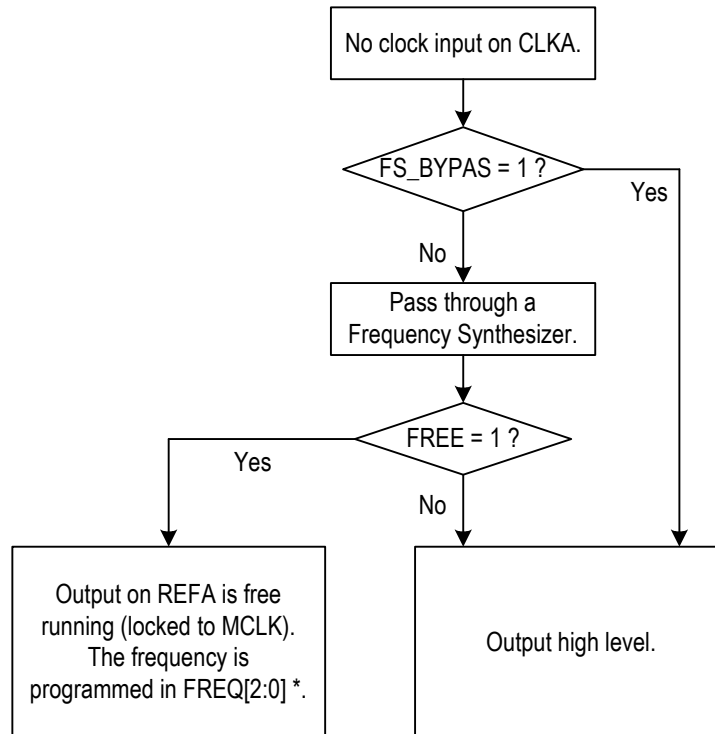 No clock input on CLKA.
FS_BYPAS = 1 ?
Yes
No
Pass through a
Frequency Synthesizer.
FREE = 1 ?
Yes
No
Output on REFA is free
running (locked to MCLK).
The frequency is
programmed in FREQ[2:0] *.
Output high level.